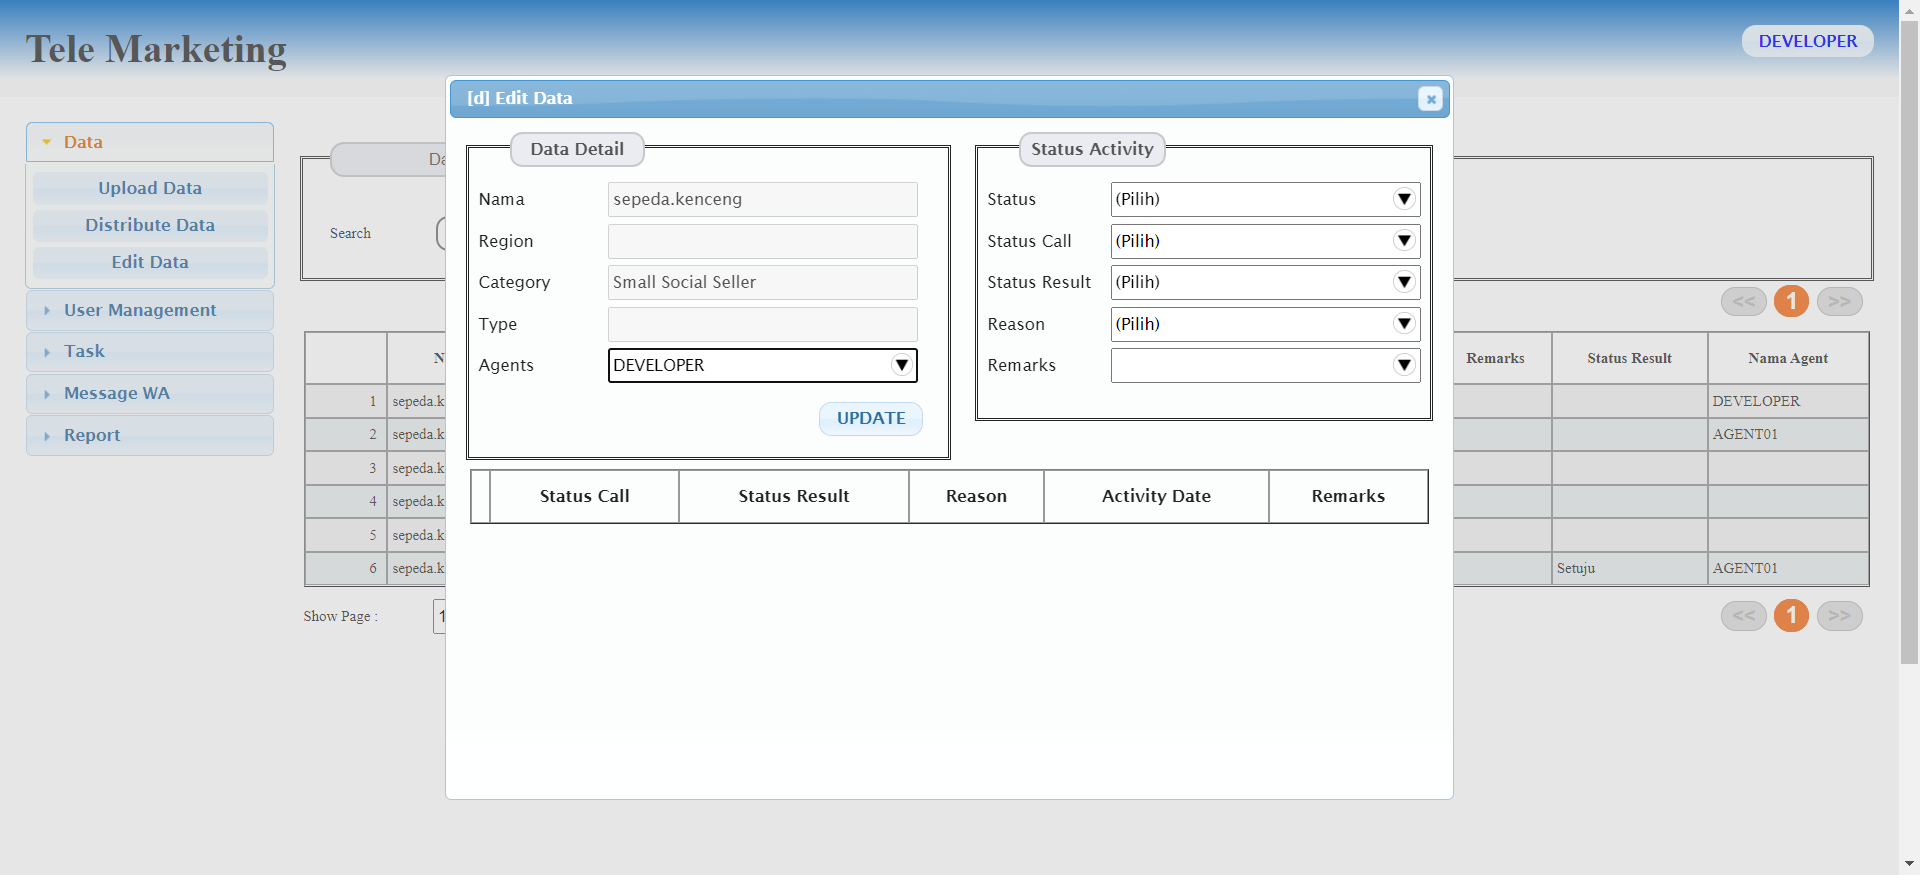 Tele Marketing
DEVELOPER
[d] Edit Data
Data
Upload Data
Distribute Data
Edit Data
User Management
Task
Message WA
Report
Search
Data Detail
Nama
sepeda.kenceng
Region
Category
Small Social Seller
Type
Agents
DEVELOPER
UPDATE
Status Activity
Status
(Pilih)
Status Call
(Pilih)
Status Result
(Pilih)
Reason
(Pilih)
Remarks
Status Call
Status Result
Reason
Activity Date
Remarks
<< 1 >>
Remarks Status Result Nama Agent
1 sepeda.k DEVELOPER
2 sepeda.k AGENT01
3 sepeda.k
4 sepeda.k
5 sepeda.k
6 sepeda.k Setuju AGENT01
Show Page : 1
<< 1 >>